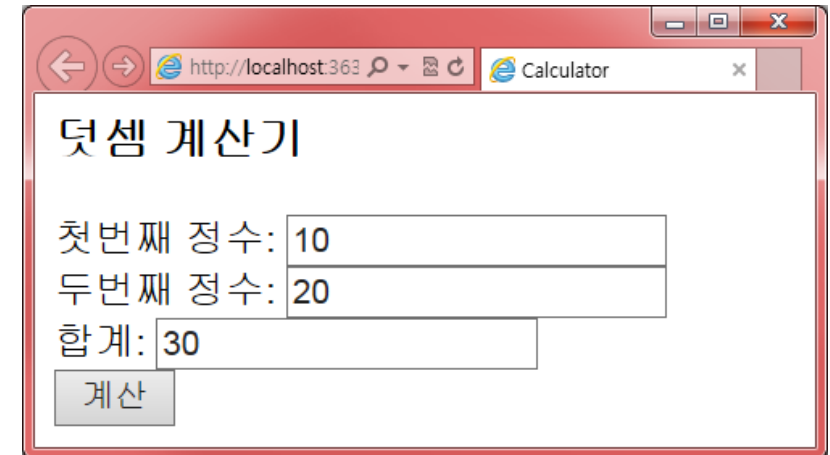 http://localhost:363
Calculator
덧셈 계산기
첫번째 정수: 10
두번째 정수: 20
합계: 30
계산